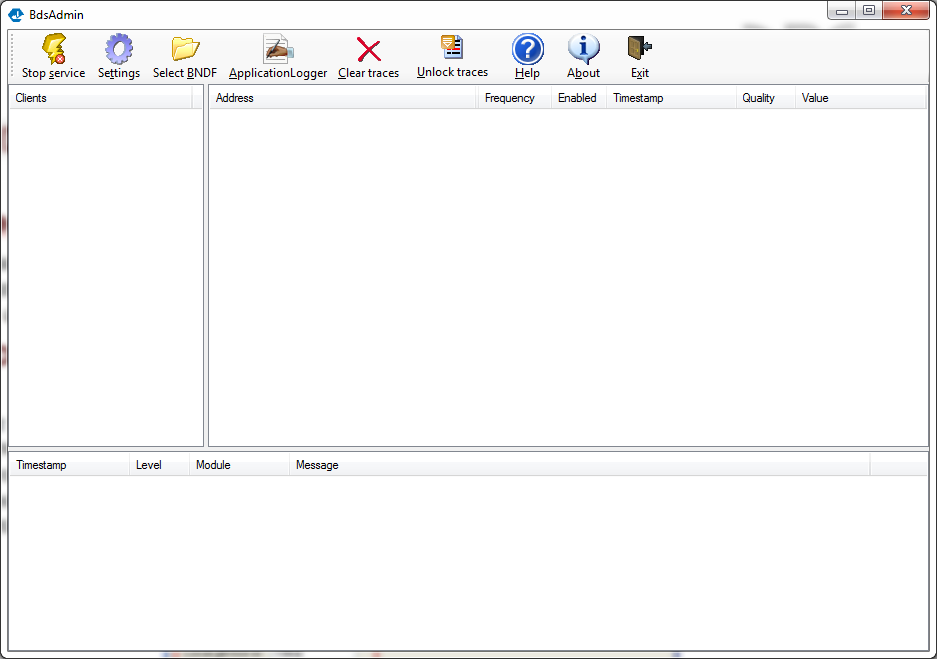 BdsAdmin
Stop service Settings Select BNDF ApplicationLogger Clear traces Unlock traces Help About Exit
Clients Address Frequency Enabled Timestamp Quality Value
Timestamp Level Module Message